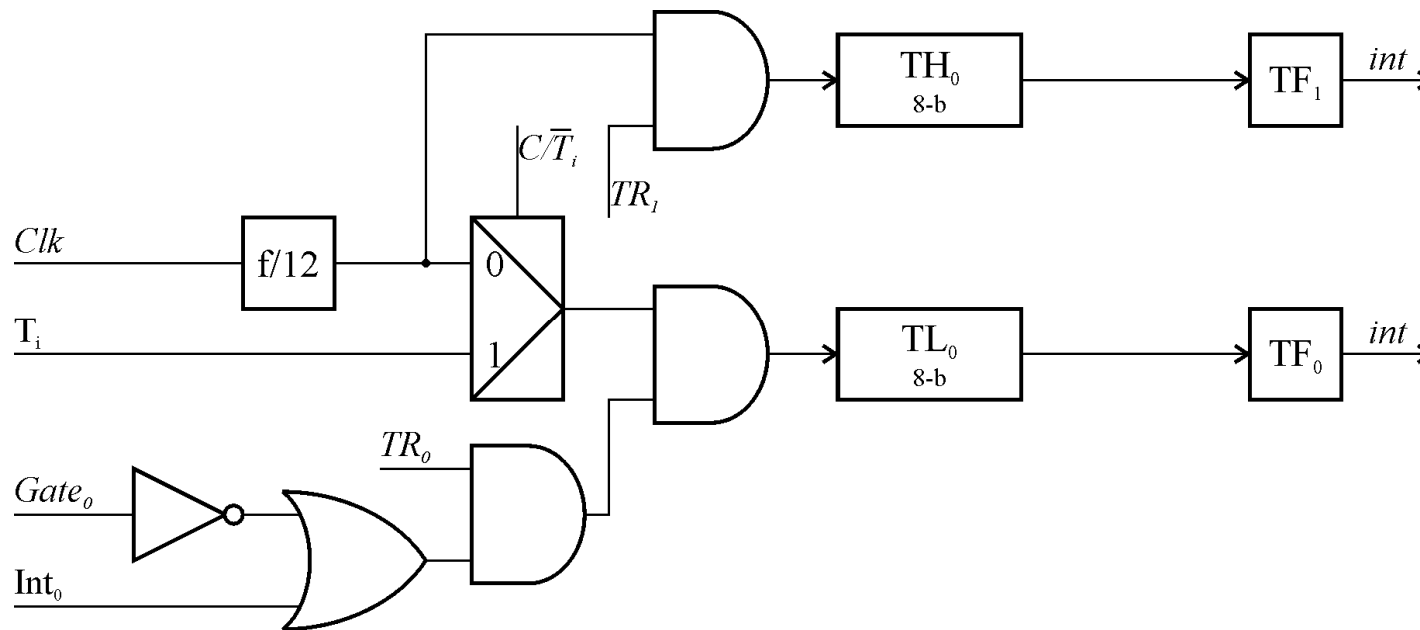 TH₀
8-b
TF₁
int
C/T̅ᵢ
TR₁
Clk
f/12
0
Tᵢ
1
TL₀
8-b
TF₀
int
TR₀
Gate₀
Int₀